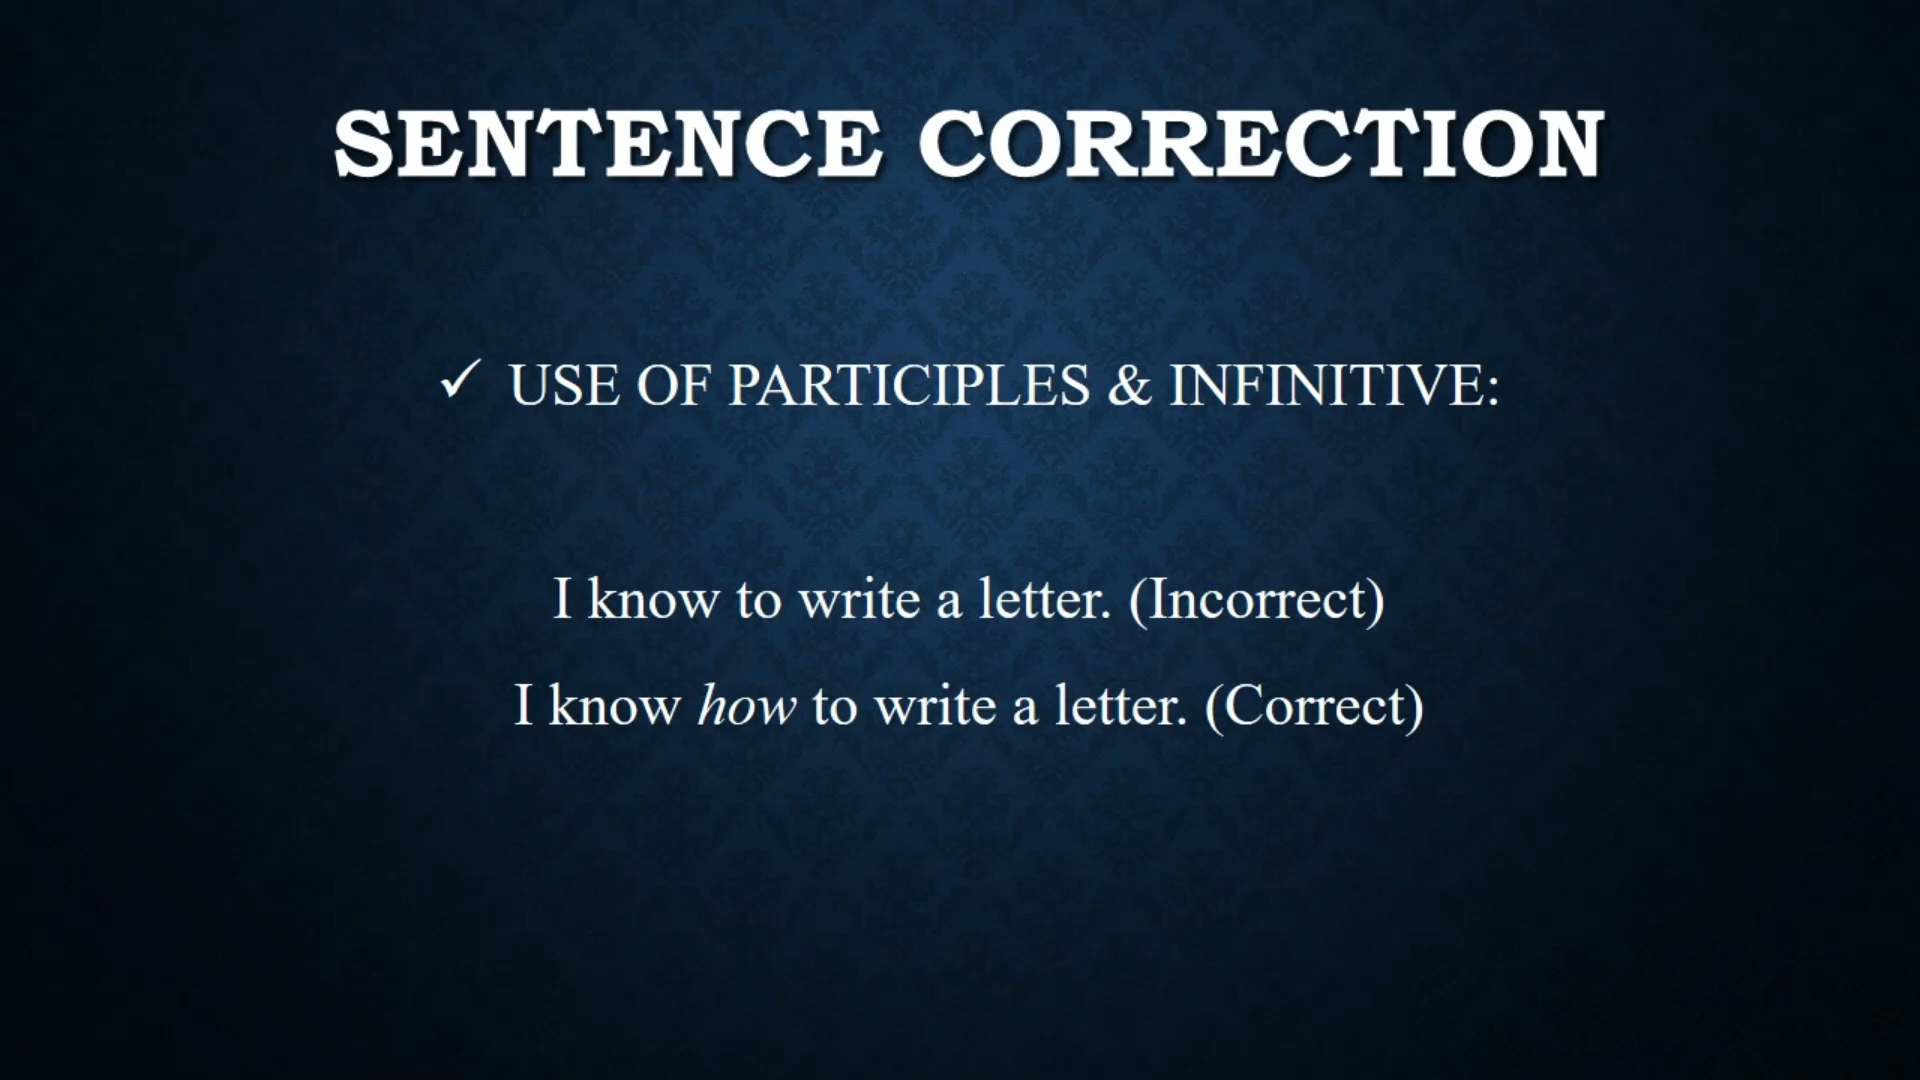 SENTENCE CORRECTION
✓ USE OF PARTICIPLES & INFINITIVE:
I know to write a letter. (Incorrect)
I know how to write a letter. (Correct)